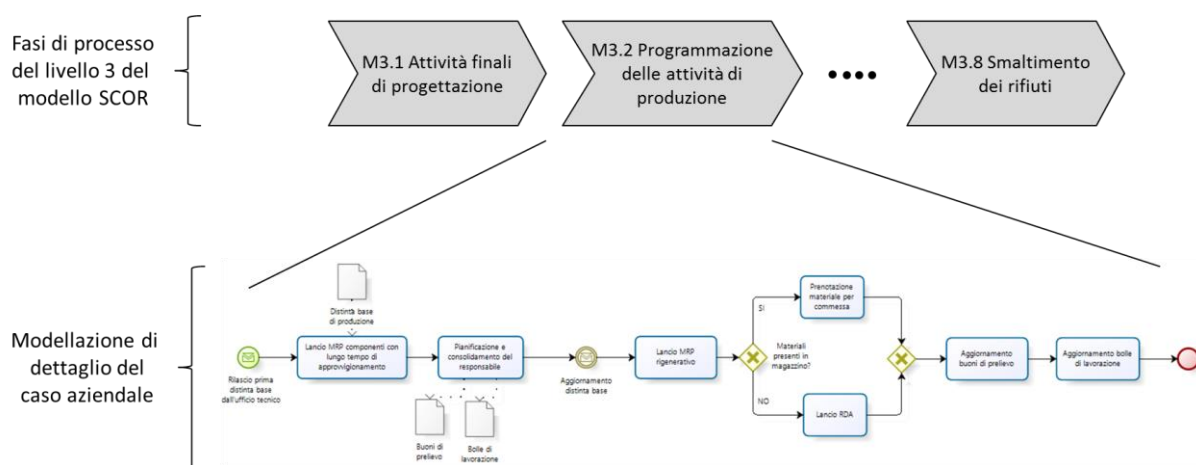 Fasi di processo
del livello 3 del
modello SCOR
M3.1 Attività finali
di progettazione
M3.2 Programmazione
delle attività di
produzione
M3.8 Smaltimento
dei rifiuti
Modellazione di
dettaglio del
caso aziendale
Rilascio prima
distinta base
dall'ufficio tecnico
Distinta base
di produzione
Lancio MRP componenti con
lungo tempo di
approvvigionamento
Pianificazione e
consolidamento del
responsabile
Buoni di
prelievo
Bolle di
lavorazione
Aggiornamento
distinta base
Lancio MRP
rigenerativo
Materiali
presenti in
magazzino?
SI
Prenotazione
materiale per
commessa
NO
Lancio RDA
Aggiornamento
buoni di prelievo
Aggiornamento bolle
di lavorazione